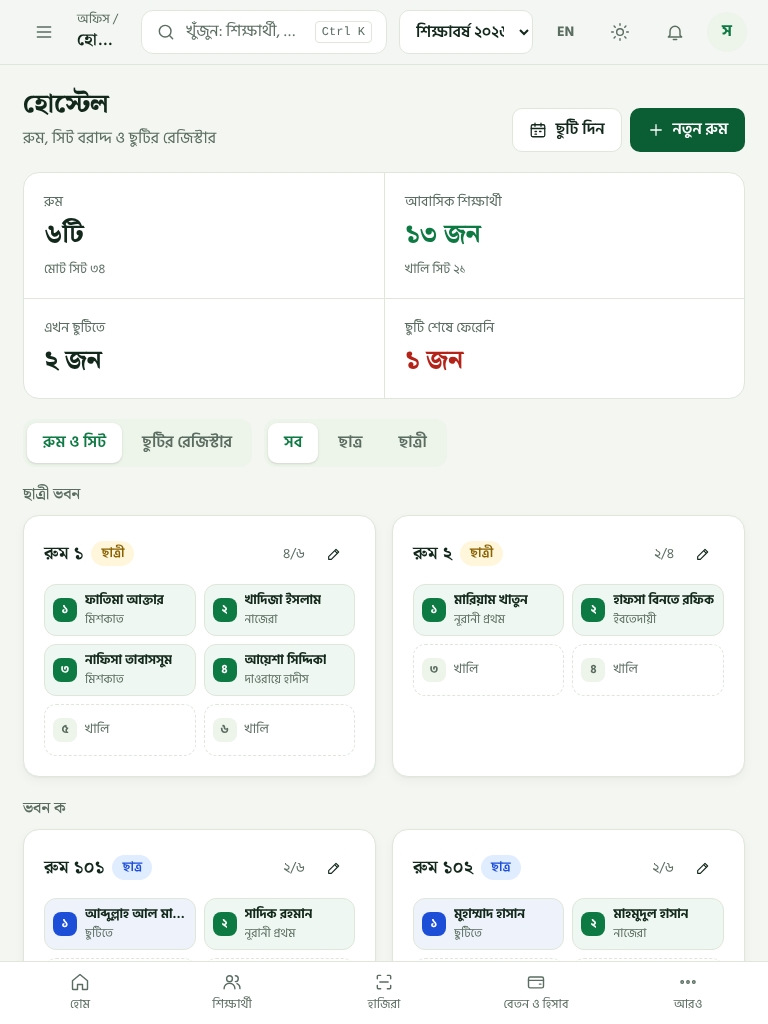 অফিস /
হো...
খুঁজুন: শিক্ষার্থী, ...
Ctrl K
শিক্ষাবর্ষ ২০২৫
EN
স
হোস্টেল
রুম, সিট বরাদ্দ ও ছুটির রেজিস্টার
ছুটি দিন
নতুন রুম
রুম
৬টি
মোট সিট ৩৪
আবাসিক শিক্ষার্থী
১৩ জন
খালি সিট ২১
এখন ছুটিতে
২ জন
ছুটি শেষে ফেরেনি
১ জন
রুম ও সিট
ছুটির রেজিস্টার
সব
ছাত্র
ছাত্রী
ছাত্রী ভবন
রুম ১ ছাত্রী ৪/৬
১ ফাতিমা আক্তার
মিশকাত
২ খাদিজা ইসলাম
নাজেরা
৩ নাফিসা তাবাসসুম
মিশকাত
৪ আয়েশা সিদ্দিকা
দাওরায়ে হাদীস
৫ খালি
৬ খালি
রুম ২ ছাত্রী ২/৪
১ মারিয়াম খাতুন
নূরানী প্রথম
২ হাফসা বিনতে রফিক
ইবতেদায়ী
৩ খালি
৪ খালি
ভবন ক
রুম ১০১ ছাত্র ২/৬
১ আব্দুল্লাহ আল মা...
ছুটিতে
২ সাদিক রহমান
নূরানী প্রথম
রুম ১০২ ছাত্র ২/৬
১ মুহাম্মাদ হাসান
ছুটিতে
২ মাহমুদুল হাসান
নাজেরা
হোম
শিক্ষার্থী
হাজিরা
বেতন ও হিসাব
আরও